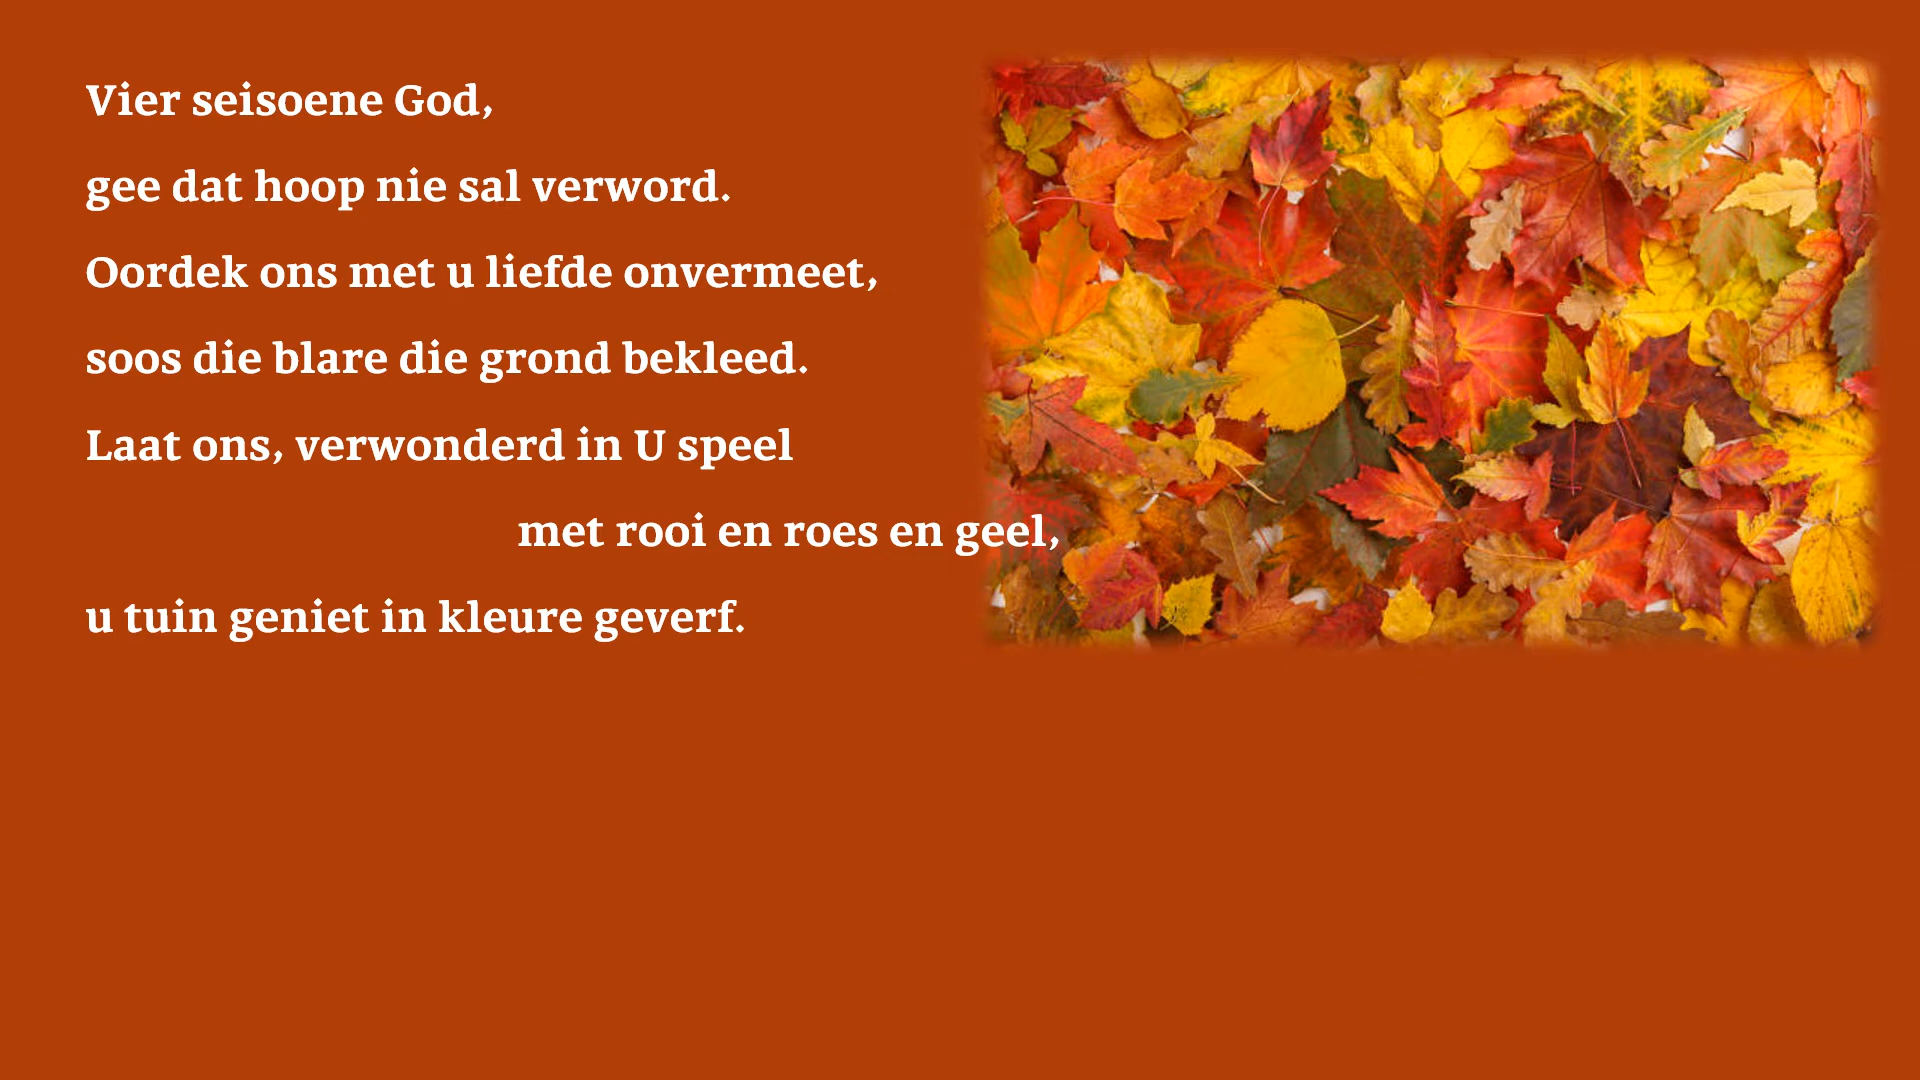 Vier seisoene God,
gee dat hoop nie sal verword.
Oordek ons met u liefde onvermeet,
soos die blare die grond bekleed.
Laat ons, verwonderd in U speel
met rooi en roes en geel,
u tuin geniet in kleure geverf.